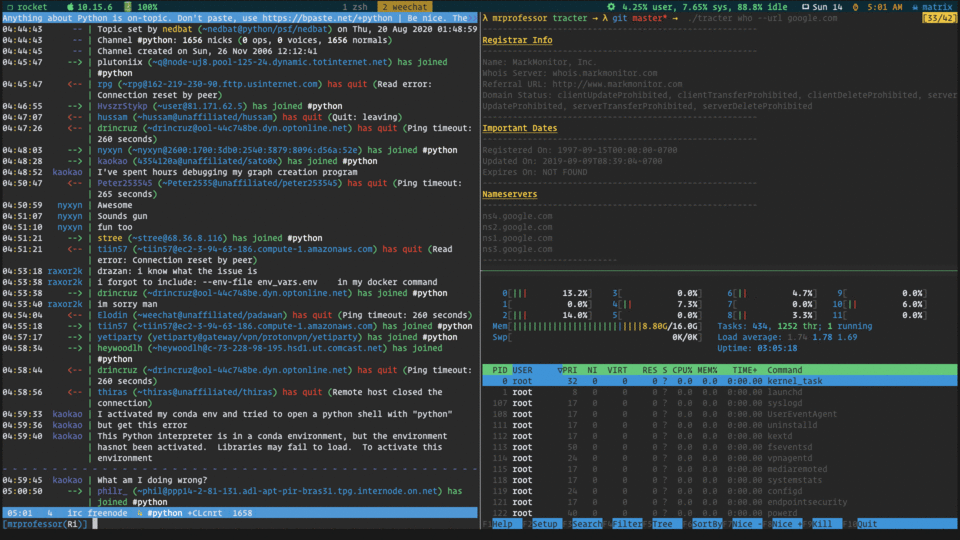 rocket 10.15.6 100% 1 zsh 2 weechat 4.25% user, 7.65% sys, 88.8% idle Sun 14 5:01 AM matrix
Anything about Python is on-topic. Don't paste, use https://bpaste.net/+python | Be nice. The
04:44:43 -- | Topic set by nedbat (~nedbat@python/psf/nedbat) on Thu, 20 Aug 2020 01:48:59
04:44:43 -- | Channel #python: 1656 nicks (0 ops, 0 voices, 1656 normals)
04:44:43 -- | Channel created on Sun, 26 Nov 2006 12:12:41
04:45:47 --> | plutoniix (~q@node-uj8.pool-125-24.dynamic.totinternet.net) has joined
| #python
04:45:47 <-- | rpg (~rpg@162-219-230-90.fttp.usinternet.com) has quit (Read error:
| Connection reset by peer)
04:46:55 --> | HvszrStykp (~user@81.171.62.5) has joined #python
04:47:07 <-- | hussam (~hussam@unaffiliated/hussam) has quit (Quit: leaving)
04:47:26 <-- | drincruz (~drincruz@ool-44c748be.dyn.optonline.net) has quit (Ping timeout:
| 260 seconds)
04:48:03 --> | nyxyn (~nyxyn@2600:1700:3db0:2540:3879:8096:d56a:52e) has joined #python
04:48:28 --> | kaokao (4354120a@unaffiliated/sato0x) has joined #python
04:48:52 kaokao | I've spent hours debugging my graph creation program
04:50:47 <-- | Peter253545 (~Peter2535@unaffiliated/peter253545) has quit (Ping timeout:
| 265 seconds)
04:50:59 nyxyn | Awesome
04:51:07 nyxyn | Sounds gun
04:51:10 nyxyn | fun too
04:51:21 --> | stree (~stree@68.36.8.116) has joined #python
04:51:21 <-- | tiin57 (~tiin57@ec2-3-94-63-186.compute-1.amazonaws.com) has quit (Read
| error: Connection reset by peer)
04:53:18 raxor2k | drazan: i know what the issue is
04:53:38 raxor2k | i forgot to include: --env-file env_vars.env in my docker command
04:53:38 --> | drincruz (~drincruz@ool-44c748be.dyn.optonline.net) has joined #python
04:53:40 raxor2k | im sorry man
04:54:04 <-- | Elodin (~weechat@unaffiliated/padawan) has quit (Ping timeout: 260 seconds)
04:55:18 --> | tiin57 (~tiin57@ec2-3-94-63-186.compute-1.amazonaws.com) has joined #python
04:57:17 --> | yetiparty (yetiparty@gateway/vpn/protonvpn/yetiparty) has joined #python
04:58:34 --> | heywoodlh (~heywoodlh@c-73-228-98-195.hsd1.ut.comcast.net) has joined
| #python
04:58:44 <-- | drincruz (~drincruz@ool-44c748be.dyn.optonline.net) has quit (Ping timeout:
| 260 seconds)
04:58:56 <-- | thiras (~thiras@unaffiliated/thiras) has quit (Remote host closed the
| connection)
04:59:33 kaokao | I activated my conda env and tried to open a python shell with "python"
04:59:36 kaokao | but get this error
04:59:40 kaokao | This Python interpreter is in a conda environment, but the environment
| hasnot been activated. Libraries may fail to load. To activate this
| environment
04:59:45 kaokao | What am I doing wrong?
05:00:50 --> | philr_ (~phil@ppp14-2-81-131.adl-apt-pir-bras31.tpg.internode.on.net) has
| joined #python
05:01 4 irc freenode 4 #python +CLcnrt 1658
[mrprofessor(Ri)]
λ mrprofessor tracter → λ git master* → ./tracter who --url google.com [33/42]
Registrar Info
Name: MarkMonitor, Inc.
Whois Server: whois.markmonitor.com
Referral URL: http://www.markmonitor.com
Domain Status: clientUpdateProhibited, clientTransferProhibited, clientDeleteProhibited, server
UpdateProhibited, serverTransferProhibited, serverDeleteProhibited
Important Dates
Registered On: 1997-09-15T00:00:00-0700
Updated On: 2019-09-09T08:39:04-0700
Expires On: NOT FOUND
Nameservers
ns4.google.com
ns2.google.com
ns1.google.com
ns3.google.com
0[|| 13.2%] 3[ 0.0%] 6[|| 4.7%] 9[ 0.0%]
1[ 0.0%] 4[|| 7.3%] 7[ 0.0%] 10[|| 6.0%]
2[|| 14.0%] 5[ 0.0%] 8[|| 3.3%] 11[ 0.0%]
Mem[8.80G/16.0G] Tasks: 434, 1252 thr; 1 running
Swp[ 0K/0K] Load average: 1.74 1.78 1.69
Uptime: 03:05:18
PID USER ▽PRI NI VIRT RES S CPU% MEM% TIME+ Command
0 root 32 0 0 0 ? 0.0 0.0 0:00.00 kernel_task
1 root 8 0 0 0 ? 0.0 0.0 0:00.00 launchd
107 root 17 0 0 0 ? 0.0 0.0 0:00.00 syslogd
108 root 17 0 0 0 ? 0.0 0.0 0:00.00 UserEventAgent
111 root 17 0 0 0 ? 0.0 0.0 0:00.00 uninstalld
112 root 17 0 0 0 ? 0.0 0.0 0:00.00 kextd
113 root 50 0 0 0 ? 0.0 0.0 0:00.00 fseventsd
114 root 24 0 0 0 ? 0.0 0.0 0:00.00 vpnagentd
115 root 17 0 0 0 ? 0.0 0.0 0:00.00 mediaremoted
118 root 17 0 0 0 ? 0.0 0.0 0:00.00 systemstats
119 root 24 0 0 0 ? 0.0 0.0 0:00.00 configd
121 root 0 0 0 0 ? 0.0 0.0 0:00.00 endpointsecurity
122 root 40 0 0 0 ? 0.0 0.0 0:00.00 powerd
F1Help F2Setup F3Search F4Filter F5Tree F6SortBy F7Nice - F8Nice + F9Kill F10Quit